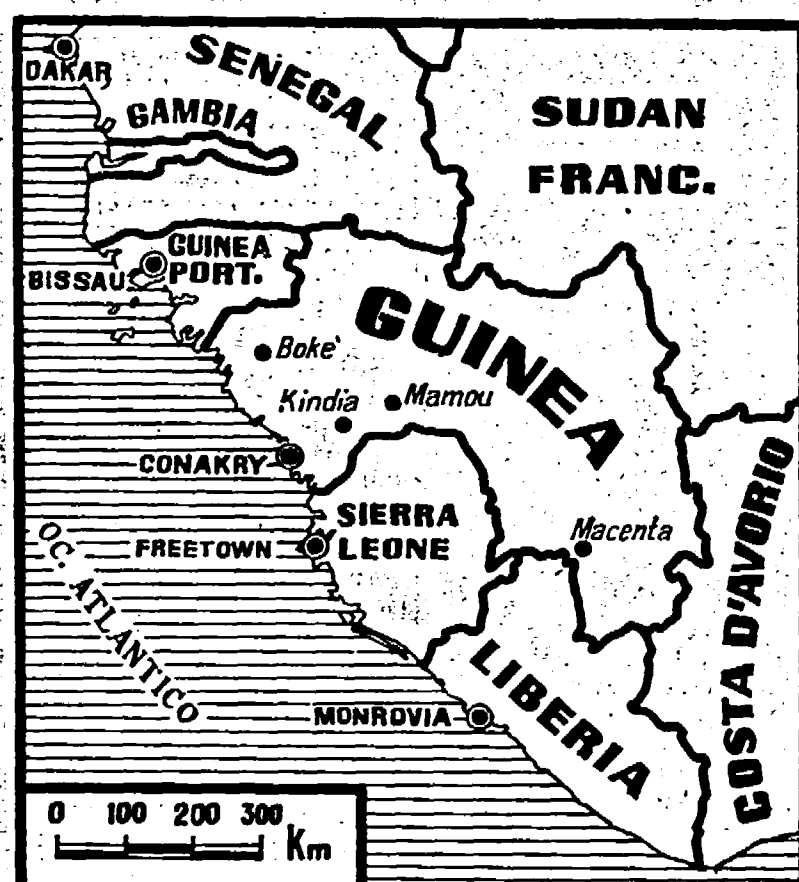 DAKAR
SENEGAL
GAMBIA
SUDAN
FRANC.
GUINEA
PORT.
BISSAU
GUINEA
Boke'
Kindia
Mamou
CONAKRY
SIERRA
LEONE
FREETOWN
Macenta
OC. ATLANTICO
LIBERIA
MONROVIA
COSTA D'AVORIO
0 100 200 300
Km